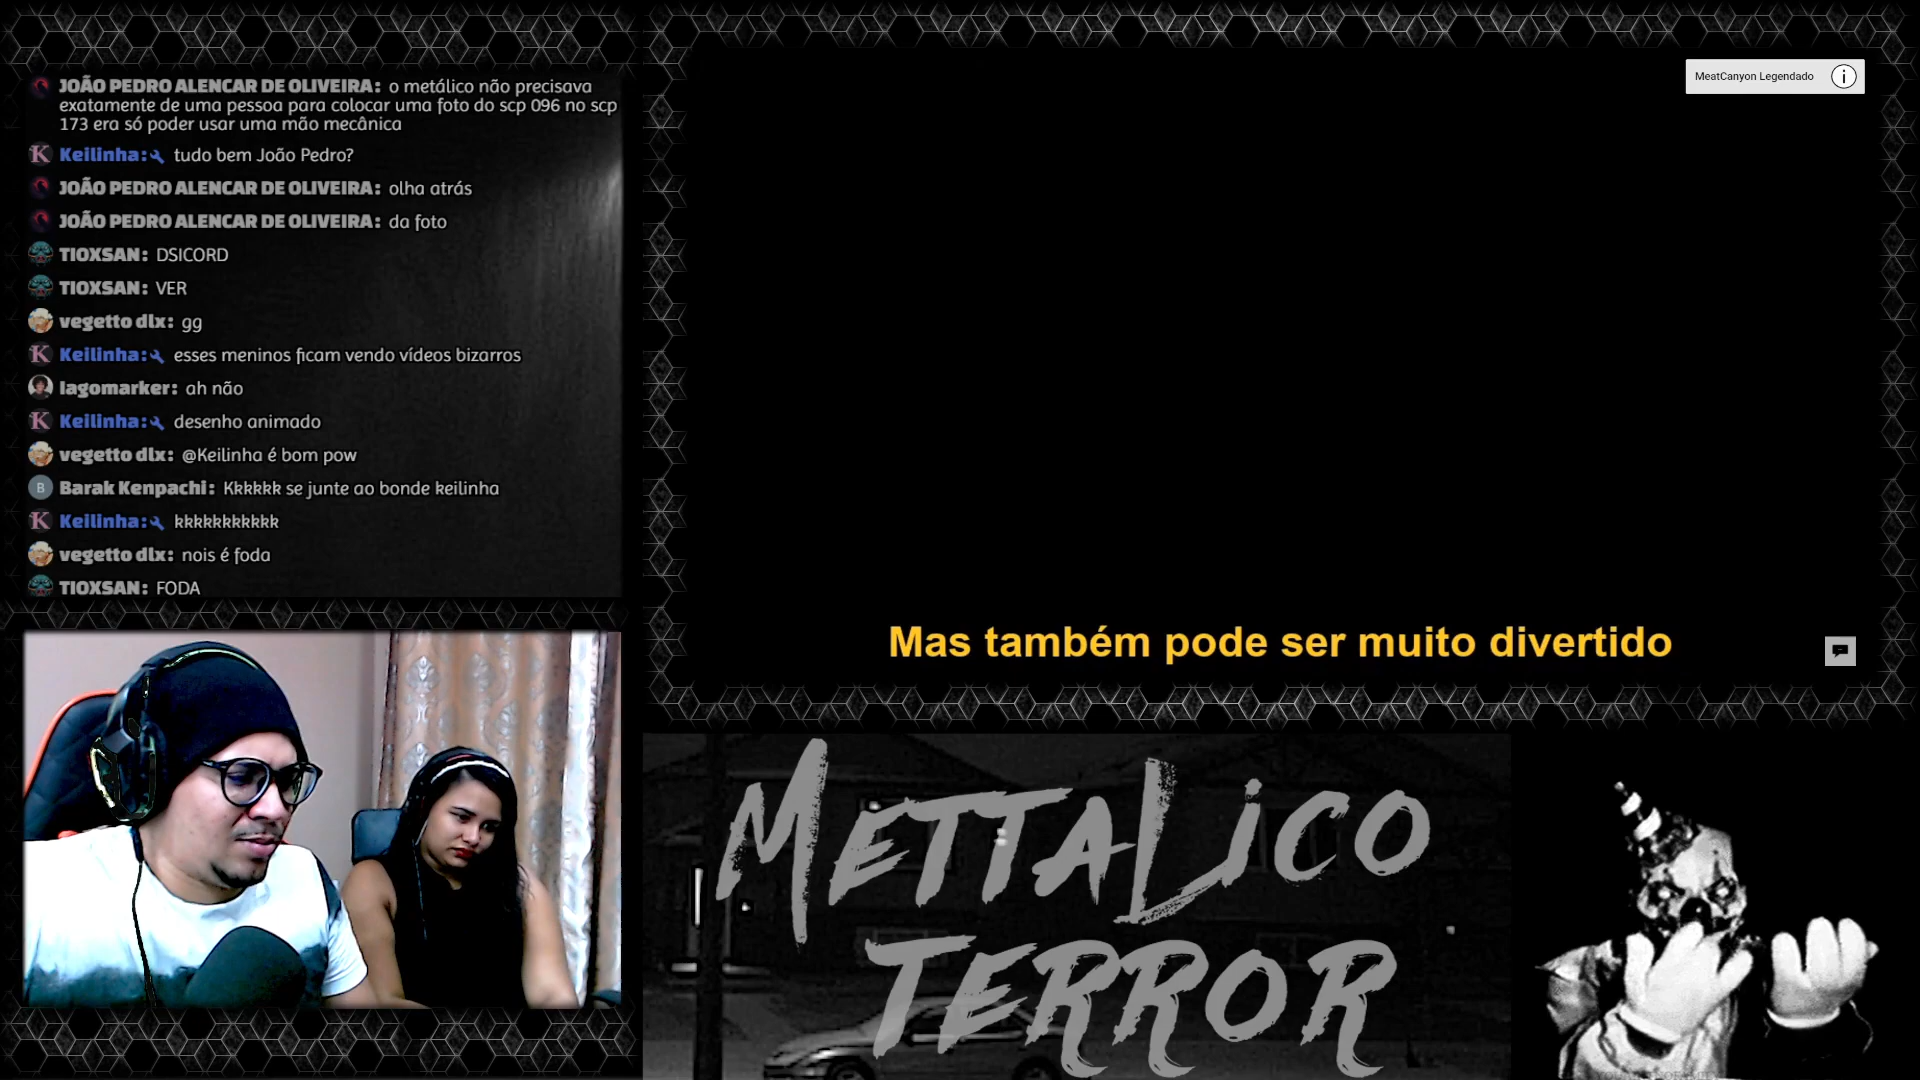 JOÃO PEDRO ALENCAR DE OLIVEIRA: o metálico não precisava
exatamente de uma pessoa para colocar uma foto do scp 096 no scp
173 era só poder usar uma mão mecânica
Keilinha: tudo bem João Pedro?
JOÃO PEDRO ALENCAR DE OLIVEIRA: olha atrás
JOÃO PEDRO ALENCAR DE OLIVEIRA: da foto
TIOXSAN: DSICORD
TIOXSAN: VER
vegetto dlx: gg
Keilinha: esses meninos ficam vendo vídeos bizarros
Iagomarker: ah não
Keilinha: desenho animado
vegetto dlx: @Keilinha é bom pow
B Barak Kenpachi: Kkkkkk se junte ao bonde keilinha
Keilinha: kkkkkkkkkkk
vegetto dlx: nois é foda
TIOXSAN: FODA
MeatCanyon Legendado
Mas também pode ser muito divertido
METTALiCO
TERROR